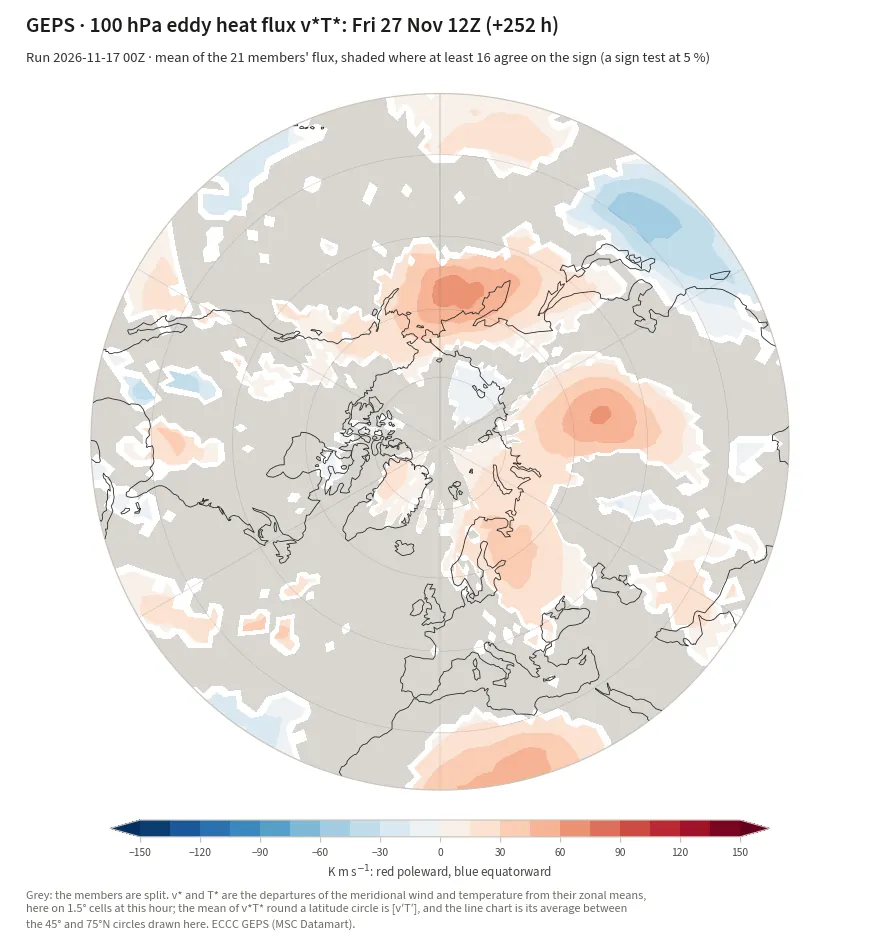 GEPS · 100 hPa eddy heat flux v*T*: Fri 27 Nov 12Z (+252 h)
Run 2026-11-17 00Z · mean of the 21 members' flux, shaded where at least 16 agree on the sign (a sign test at 5 %)
−150 −120 −90 −60 −30 0 30 60 90 120 150
K m s⁻¹: red poleward, blue equatorward
Grey: the members are split. v* and T* are the departures of the meridional wind and temperature from their zonal means,
here on 1.5° cells at this hour; the mean of v*T* round a latitude circle is [v'T'], and the line chart is its average between
the 45° and 75°N circles drawn here. ECCC GEPS (MSC Datamart).